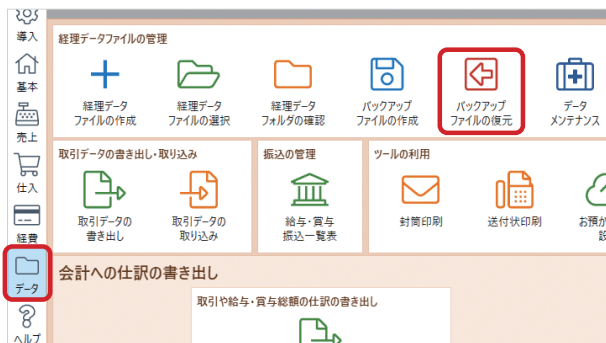 導入
基本
売上
仕入
経費
データ
ヘルプ
経理データファイルの管理
経理データ
ファイルの作成
経理データ
ファイルの選択
経理データ
フォルダの確認
バックアップ
ファイルの作成
バックアップ
ファイルの復元
データ
メンテナンス
取引データの書き出し・取り込み
取引データの
書き出し
取引データの
取り込み
振込の管理
給与・賞与
振込一覧表
ツールの利用
封筒印刷
送付状印刷
お預か
会計への仕訳の書き出し
取引や給与・賞与総額の仕訳の書き出し